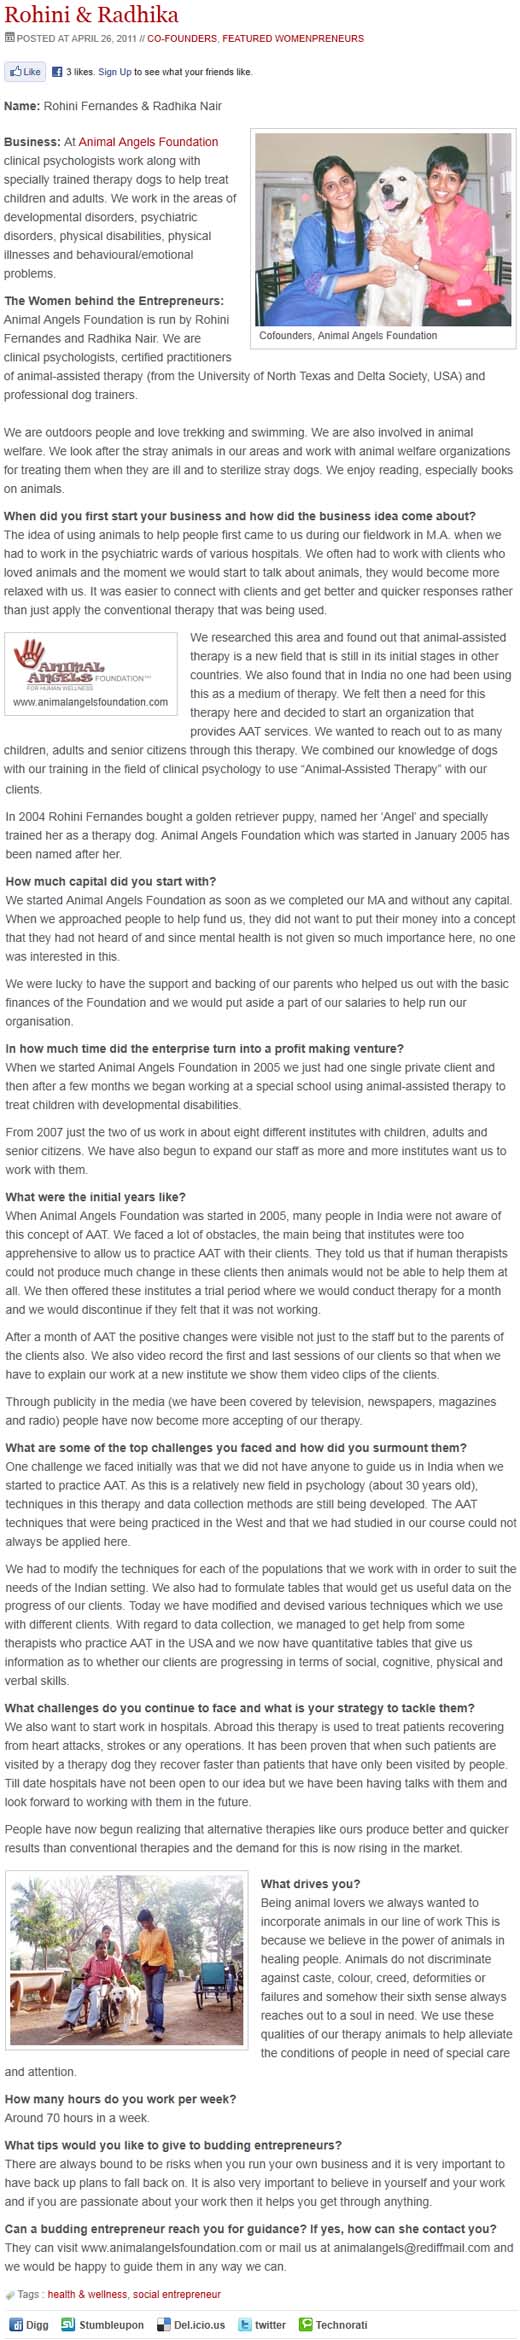 Rohini & Radhika
POSTED AT APRIL 26, 2011 // CO-FOUNDERS, FEATURED WOMENPRENEURS
Like
3 likes. Sign Up to see what your friends like.
Name: Rohini Fernandes & Radhika Nair
Business: At Animal Angels Foundation
clinical psychologists work along with
specially trained therapy dogs to help treat
children and adults. We work in the areas of
developmental disorders, psychiatric
disorders, physical disabilities, physical
illnesses and behavioural/emotional
problems.
Cofounders, Animal Angels Foundation
The Women behind the Entrepreneurs:
Animal Angels Foundation is run by Rohini
Fernandes and Radhika Nair. We are
clinical psychologists, certified practitioners
of animal-assisted therapy (from the University of North Texas and Delta Society, USA) and
professional dog trainers.
We are outdoors people and love trekking and swimming. We are also involved in animal
welfare. We look after the stray animals in our areas and work with animal welfare organizations
for treating them when they are ill and to sterilize stray dogs. We enjoy reading, especially books
on animals.
When did you first start your business and how did the business idea come about?
The idea of using animals to help people first came to us during our fieldwork in M.A. when we
had to work in the psychiatric wards of various hospitals. We often had to work with clients who
loved animals and the moment we would start to talk about animals, they would become more
relaxed with us. It was easier to connect with clients and get better and quicker responses rather
than just apply the conventional therapy that was being used.
ANIMAL
ANGELS FOUNDATION™
FOR HUMAN WELLNESS
www.animalangelsfoundation.com
We researched this area and found out that animal-assisted
therapy is a new field that is still in its initial stages in other
countries. We also found that in India no one had been using
this as a medium of therapy. We felt then a need for this
therapy here and decided to start an organization that
provides AAT services. We wanted to reach out to as many
children, adults and senior citizens through this therapy. We combined our knowledge of dogs
with our training in the field of clinical psychology to use “Animal-Assisted Therapy” with our
clients.
In 2004 Rohini Fernandes bought a golden retriever puppy, named her ‘Angel’ and specially
trained her as a therapy dog. Animal Angels Foundation which was started in January 2005 has
been named after her.
How much capital did you start with?
We started Animal Angels Foundation as soon as we completed our MA and without any capital.
When we approached people to help fund us, they did not want to put their money into a concept
that they had not heard of and since mental health is not given so much importance here, no one
was interested in this.
We were lucky to have the support and backing of our parents who helped us out with the basic
finances of the Foundation and we would put aside a part of our salaries to help run our
organisation.
In how much time did the enterprise turn into a profit making venture?
When we started Animal Angels Foundation in 2005 we just had one single private client and
then after a few months we began working at a special school using animal-assisted therapy to
treat children with developmental disabilities.
From 2007 just the two of us work in about eight different institutes with children, adults and
senior citizens. We have also begun to expand our staff as more and more institutes want us to
work with them.
What were the initial years like?
When Animal Angels Foundation was started in 2005, many people in India were not aware of
this concept of AAT. We faced a lot of obstacles, the main being that institutes were too
apprehensive to allow us to practice AAT with their clients. They told us that if human therapists
could not produce much change in these clients then animals would not be able to help them at
all. We then offered these institutes a trial period where we would conduct therapy for a month
and we would discontinue if they felt that it was not working.
After a month of AAT the positive changes were visible not just to the staff but to the parents of
the clients also. We also video record the first and last sessions of our clients so that when we
have to explain our work at a new institute we show them video clips of the clients.
Through publicity in the media (we have been covered by television, newspapers, magazines
and radio) people have now become more accepting of our therapy.
What are some of the top challenges you faced and how did you surmount them?
One challenge we faced initially was that we did not have anyone to guide us in India when we
started to practice AAT. As this is a relatively new field in psychology (about 30 years old),
techniques in this therapy and data collection methods are still being developed. The AAT
techniques that were being practiced in the West and that we had studied in our course could not
always be applied here.
We had to modify the techniques for each of the populations that we work with in order to suit the
needs of the Indian setting. We also had to formulate tables that would get us useful data on the
progress of our clients. Today we have modified and devised various techniques which we use
with different clients. With regard to data collection, we managed to get help from some
therapists who practice AAT in the USA and we now have quantitative tables that give us
information as to whether our clients are progressing in terms of social, cognitive, physical and
verbal skills.
What challenges do you continue to face and what is your strategy to tackle them?
We also want to start work in hospitals. Abroad this therapy is used to treat patients recovering
from heart attacks, strokes or any operations. It has been proven that when such patients are
visited by a therapy dog they recover faster than patients that have only been visited by people.
Till date hospitals have not been open to our idea but we have been having talks with them and
look forward to working with them in the future.
People have now begun realizing that alternative therapies like ours produce better and quicker
results than conventional therapies and the demand for this is now rising in the market.
What drives you?
Being animal lovers we always wanted to
incorporate animals in our line of work This is
because we believe in the power of animals in
healing people. Animals do not discriminate
against caste, colour, creed, deformities or
failures and somehow their sixth sense always
reaches out to a soul in need. We use these
qualities of our therapy animals to help alleviate
the conditions of people in need of special care
and attention.
How many hours do you work per week?
Around 70 hours in a week.
What tips would you like to give to budding entrepreneurs?
There are always bound to be risks when you run your own business and it is very important to
have back up plans to fall back on. It is also very important to believe in yourself and your work
and if you are passionate about your work then it helps you get through anything.
Can a budding entrepreneur reach you for guidance? If yes, how can she contact you?
They can visit www.animalangelsfoundation.com or mail us at animalangels@rediffmail.com and
we would be happy to guide them in any way we can.
Tags : health & wellness, social entrepreneur
Digg Stumbleupon Del.icio.us twitter Technorati